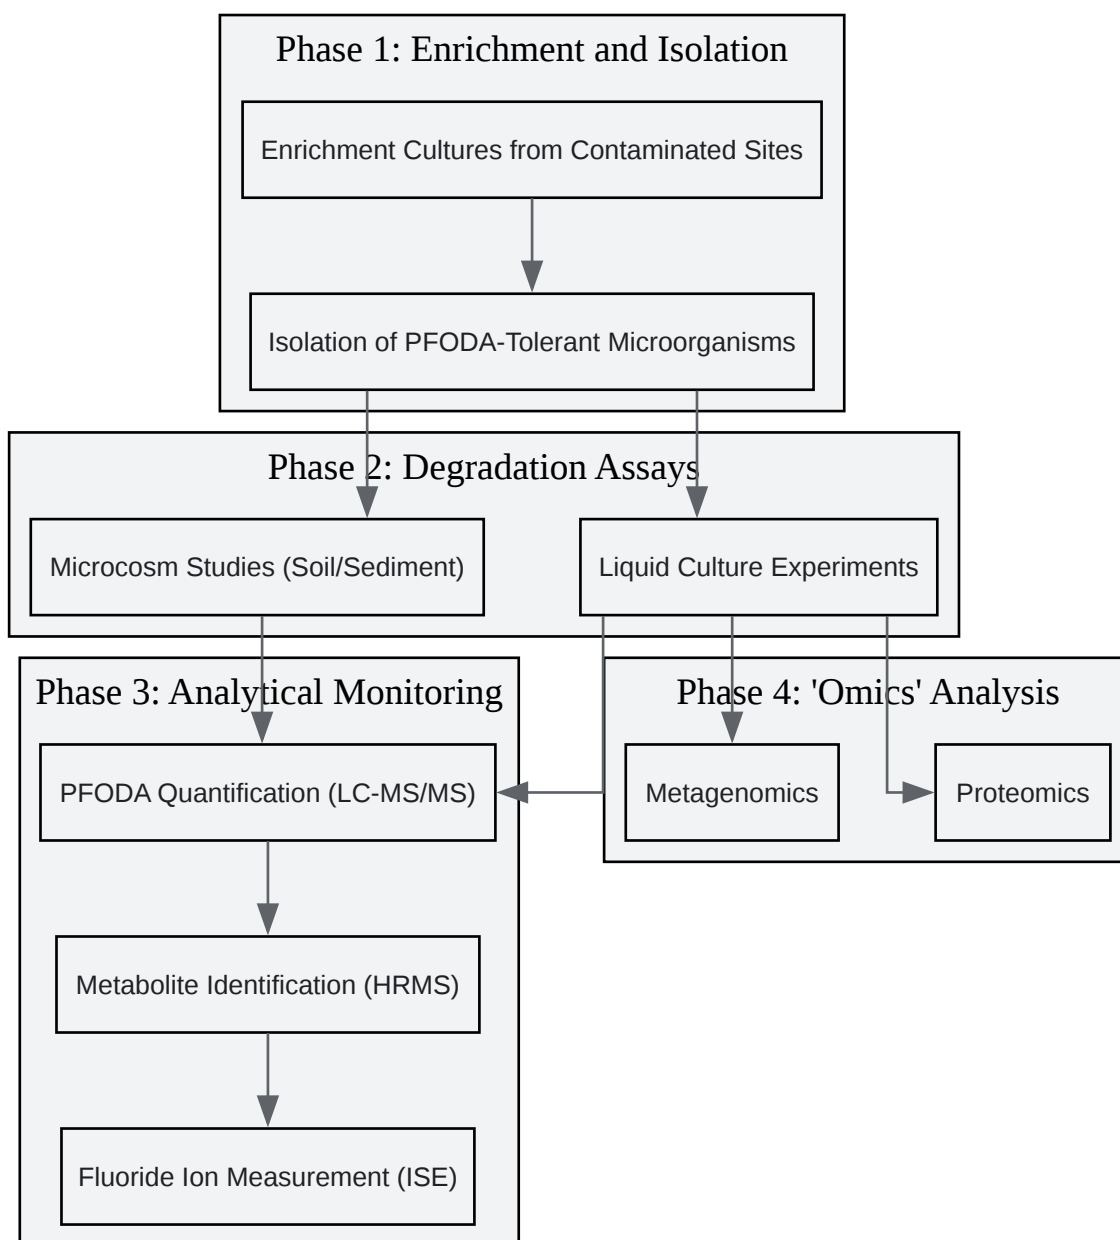 Phase 1: Enrichment and Isolation
Enrichment Cultures from Contaminated Sites
Isolation of PFODA-Tolerant Microorganisms
Phase 2: Degradation Assays
Microcosm Studies (Soil/Sediment)
Liquid Culture Experiments
Phase 3: Analytical Monitoring
PFODA Quantification (LC-MS/MS)
Metabolite Identification (HRMS)
Fluoride Ion Measurement (ISE)
Phase 4: 'Omics' Analysis
Metagenomics
Proteomics